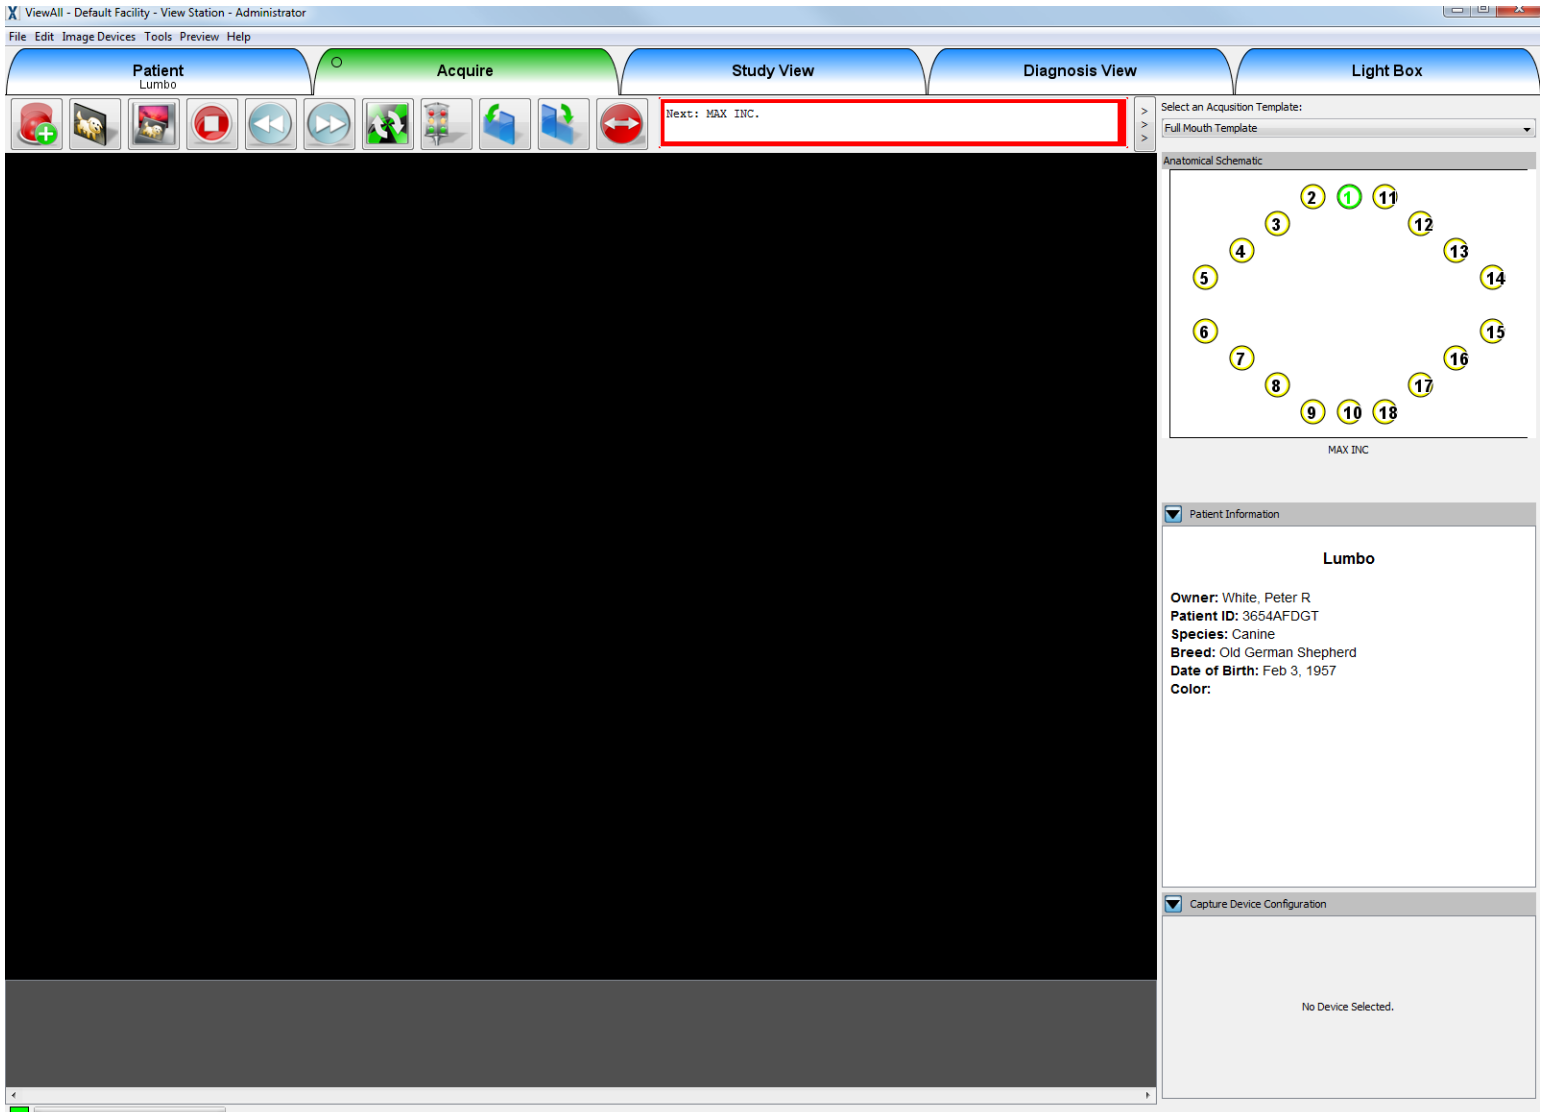 ViewAll - Default Facility - View Station - Administrator
File Edit Image Devices Tools Preview Help
Patient
Lumbo
Acquire
Study View
Diagnosis View
Light Box
Next: MAX INC.
>
>
>
Select an Acqusition Template:
Full Mouth Template
Anatomical Schematic
2 1 11
3 12
4 13
5 14
6 15
7 16
8 17
9 10 18
MAX INC
Patient Information
Lumbo
Owner: White, Peter R
Patient ID: 3654AFDGT
Species: Canine
Breed: Old German Shepherd
Date of Birth: Feb 3, 1957
Color:
Capture Device Configuration
No Device Selected.